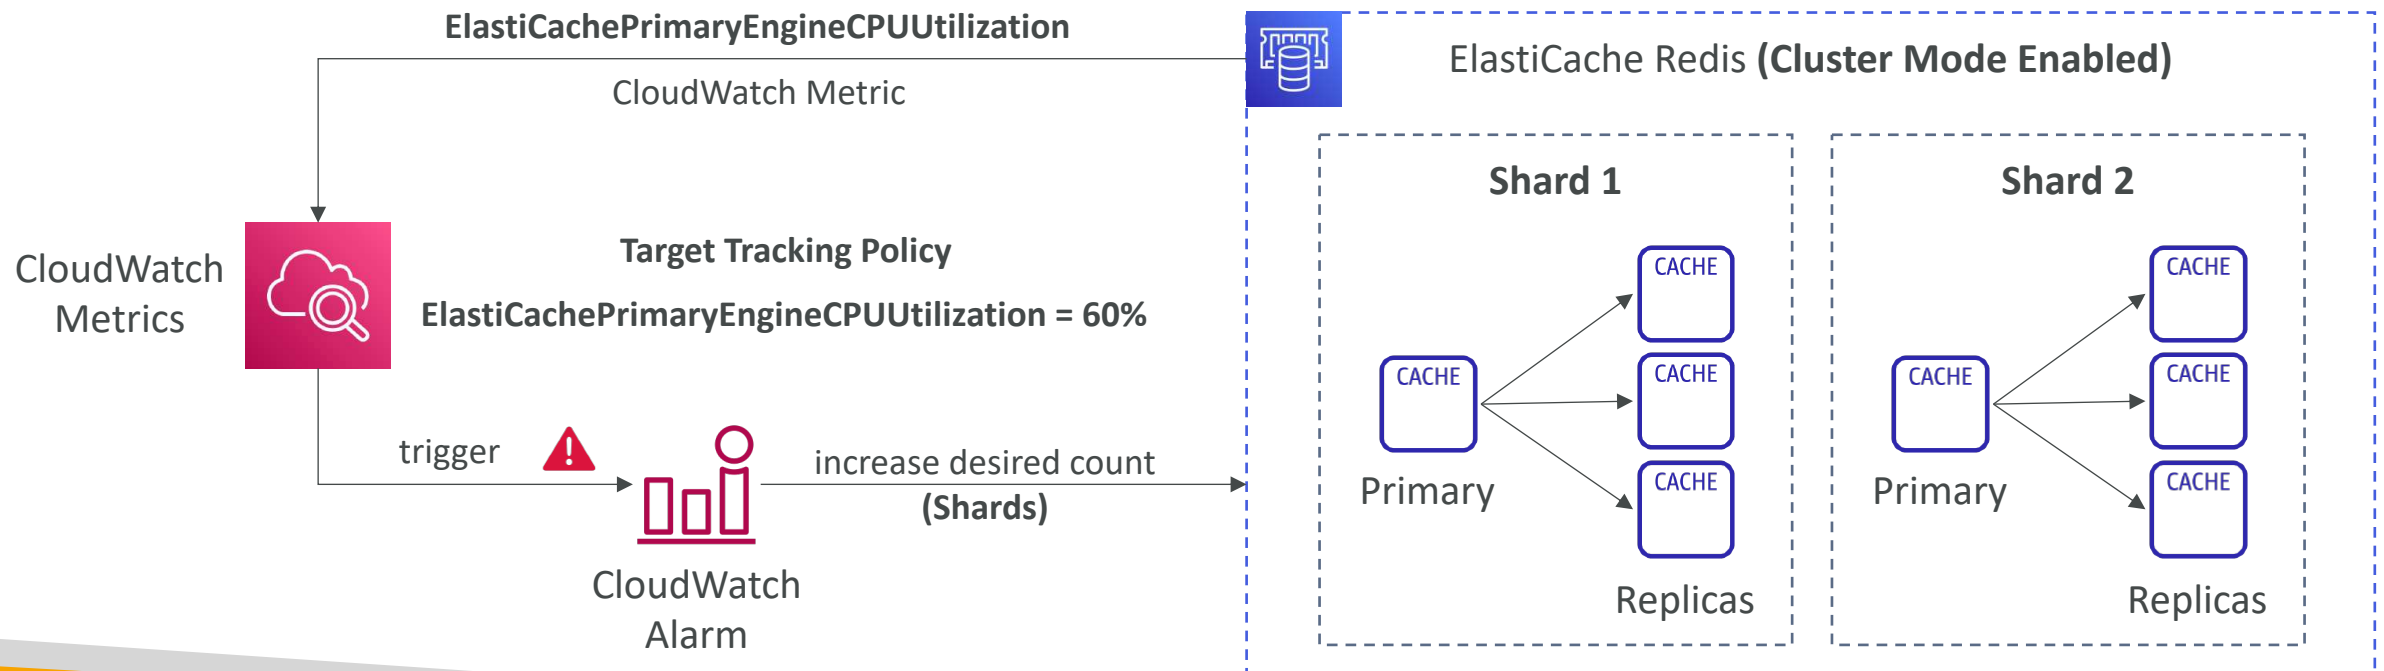 ElastiCachePrimaryEngineCPUUtilization
CloudWatch Metric
CloudWatch
Metrics
Target Tracking Policy
ElastiCachePrimaryEngineCPUUtilization = 60%
trigger
increase desired count
(Shards)
CloudWatch
Alarm
ElastiCache Redis (Cluster Mode Enabled)
Shard 1
CACHE
CACHE
CACHE
CACHE
Primary
Replicas
Shard 2
CACHE
CACHE
CACHE
CACHE
Primary
Replicas